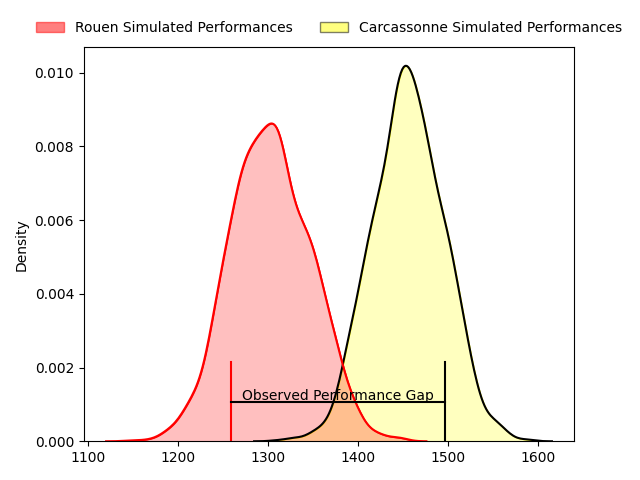 Rouen Simulated Performances Carcassonne Simulated Performances
0.010
0.008
0.006
0.004
0.002
0.000
Density
Observed Performance Gap
1100 1200 1300 1400 1500 1600